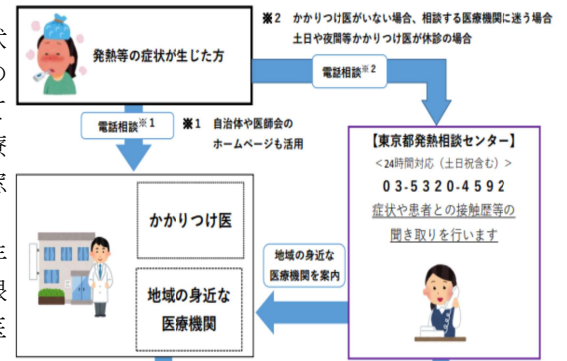 ※2 かかりつけ医がいない場合、相談する医療機関に迷う場合
土日や夜間等かかりつけ医が休診の場合
発熱等の症状が生じた方
電話相談※2
電話相談※1
※1 自治体や医師会の
ホームページも活用
【東京都発熱相談センター】
<24時間対応（土日祝含む）>
03-5320-4592
症状や患者との接触歴等の
聞き取りを行います
かかりつけ医
地域の身近な
医療機関を案内
地域の身近な
医療機関